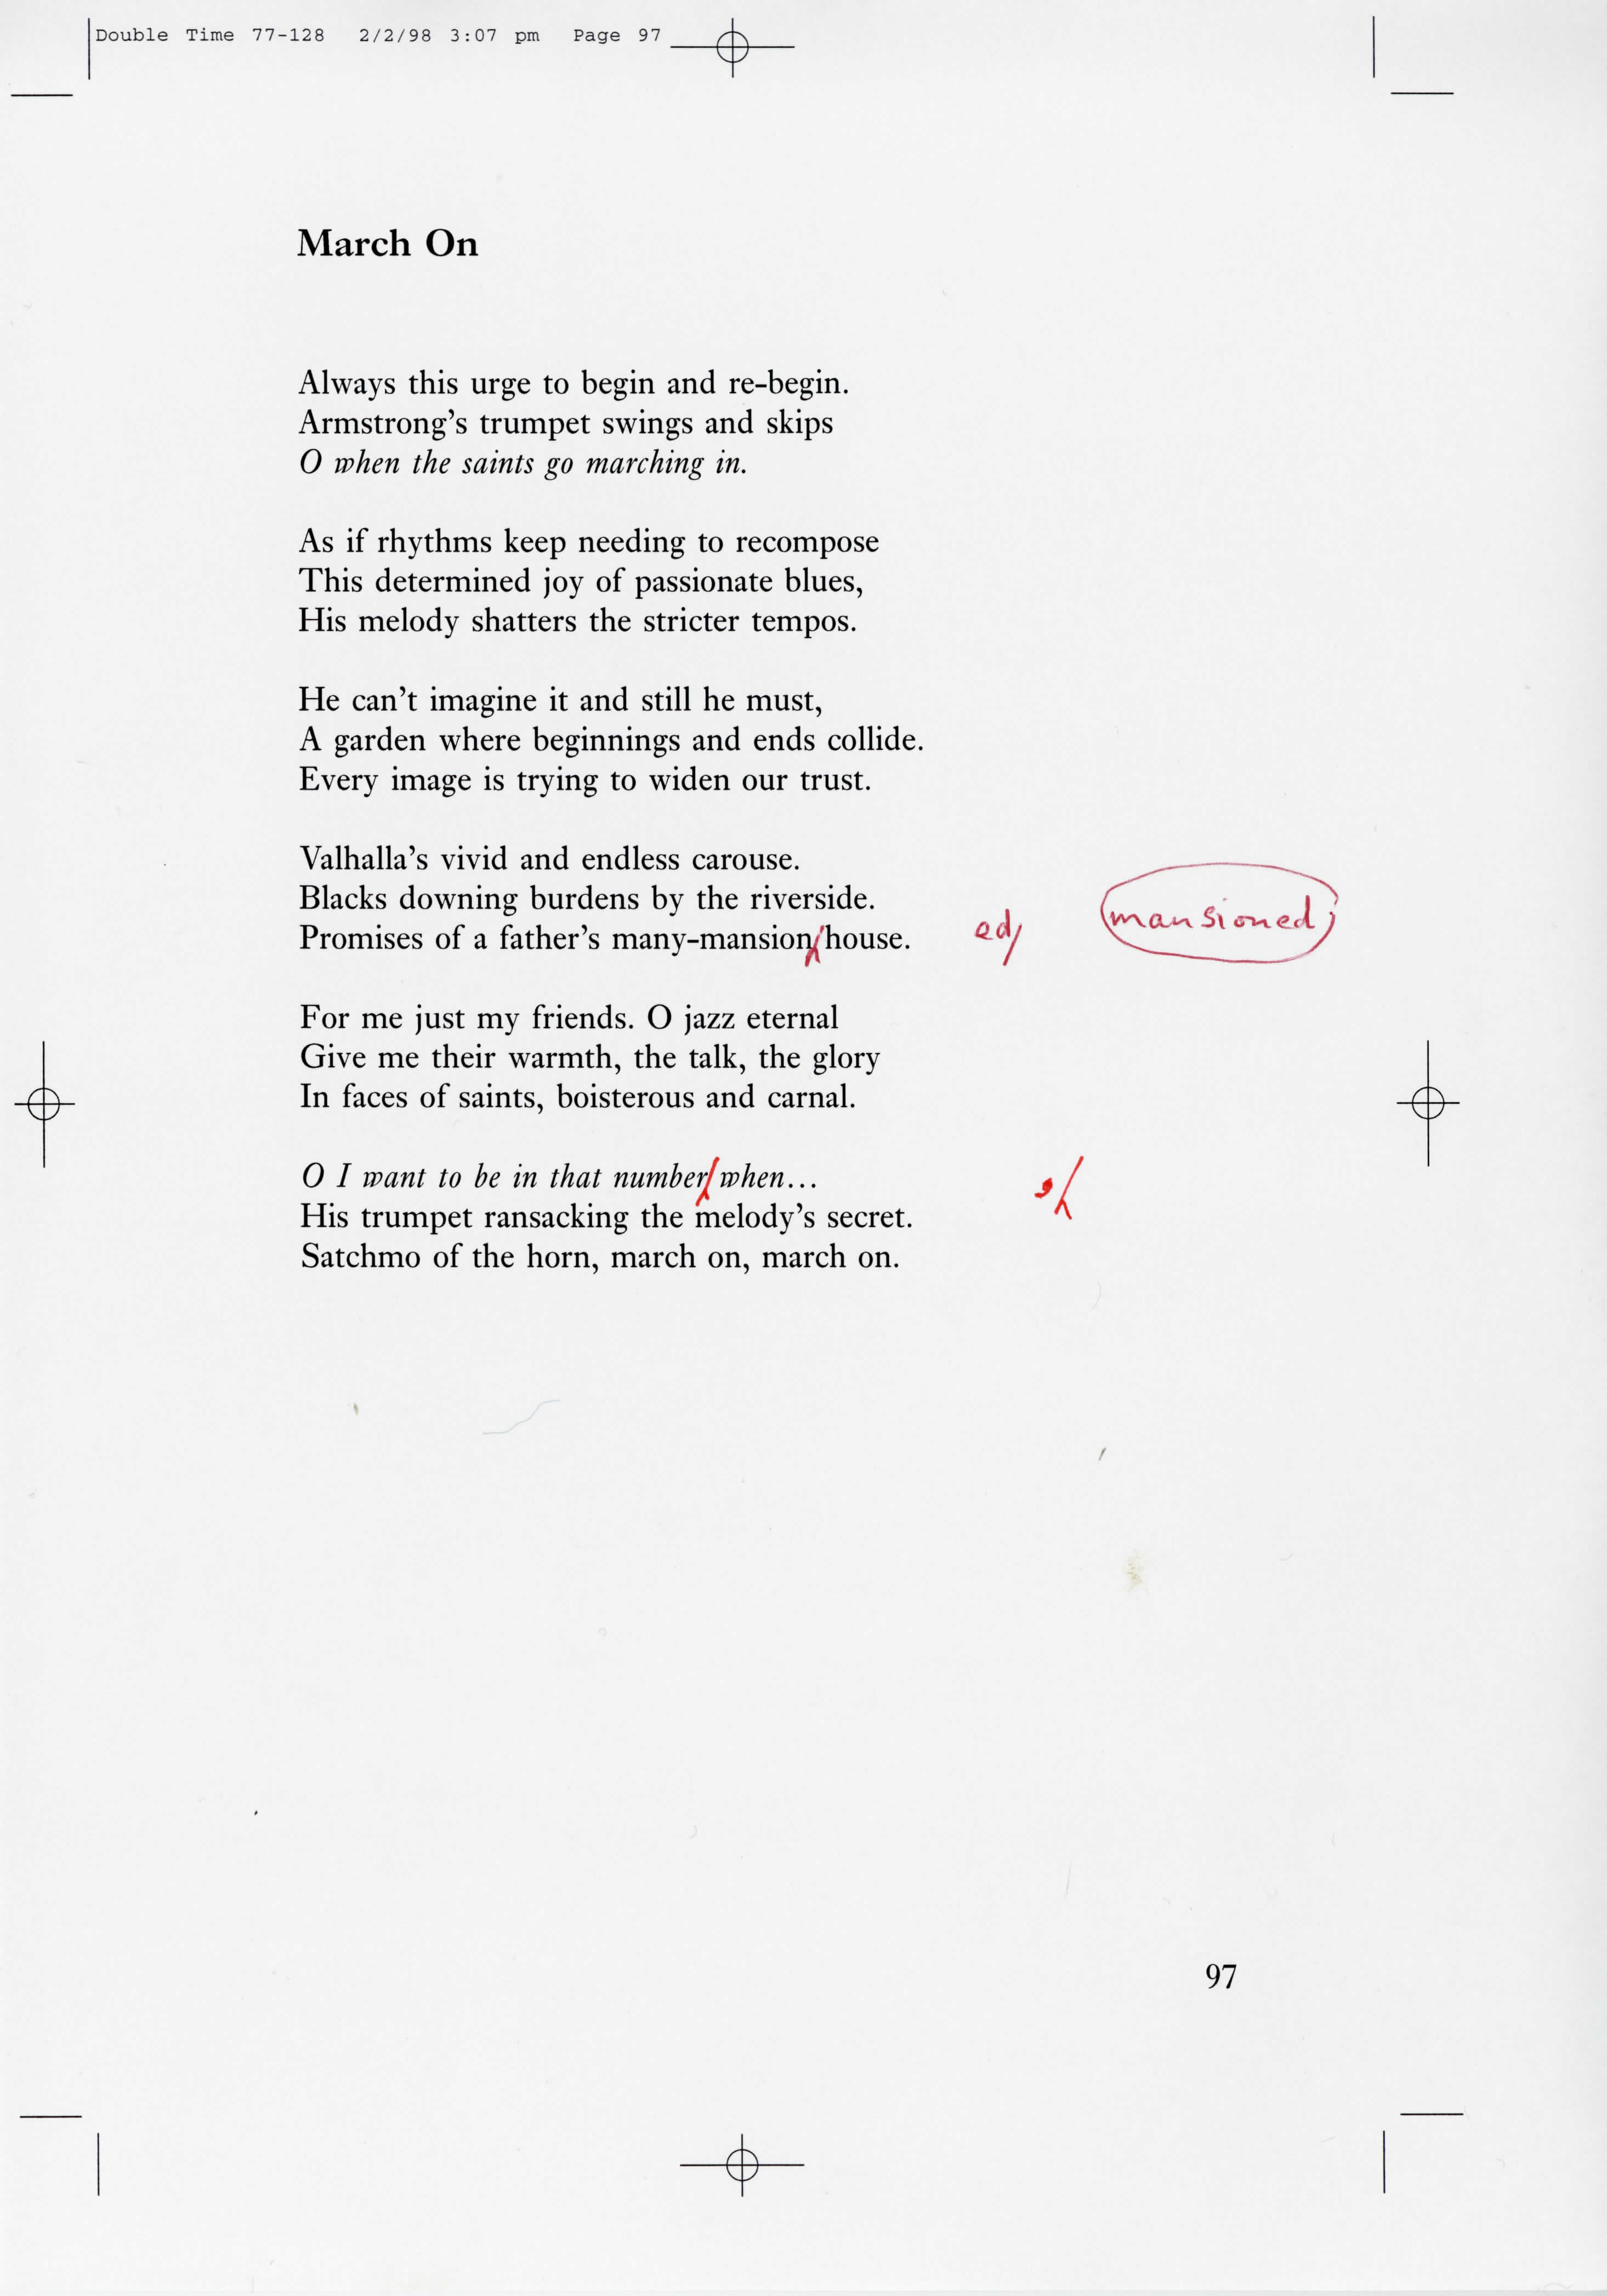 Double Time 77-128 2/2/98 3:07 pm Page 97
March On
Always this urge to begin and re-begin.
Armstrong's trumpet swings and skips
O when the saints go marching in.
As if rhythms keep needing to recompose
This determined joy of passionate blues,
His melody shatters the stricter tempos.
He can't imagine it and still he must,
A garden where beginnings and ends collide.
Every image is trying to widen our trust.
Valhalla's vivid and endless carouse.
Blacks downing burdens by the riverside.
Promises of a father's many-mansion house. ed/ mansioned
For me just my friends. O jazz eternal
Give me their warmth, the talk, the glory
In faces of saints, boisterous and carnal.
O I want to be in that number when... ,/
His trumpet ransacking the melody's secret.
Satchmo of the horn, march on, march on.
97